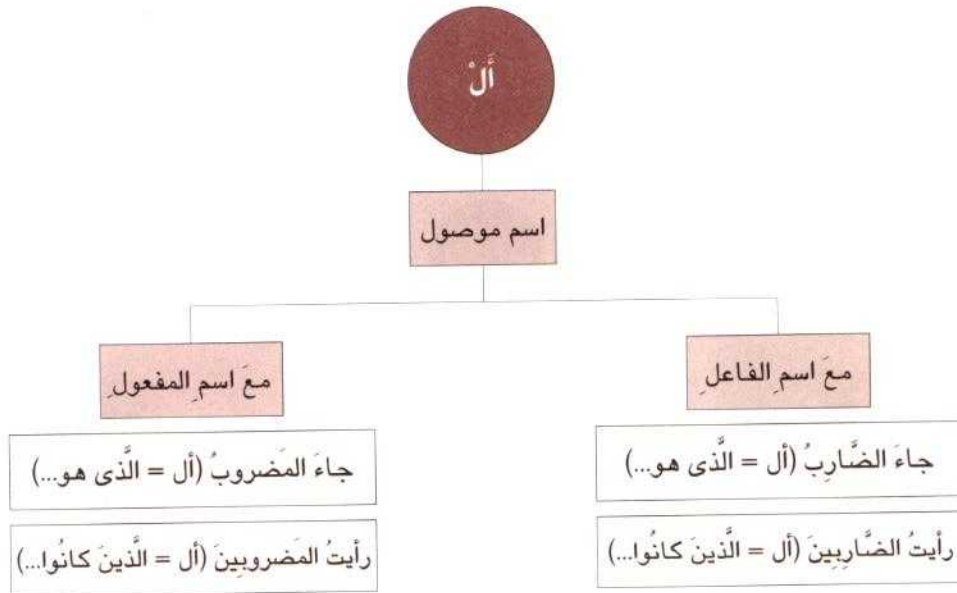 أَلْ
اسم موصول
معَ اسمِ الفاعلِ
جاءَ الضَّارِبُ (أل = الَّذى هو...)
رأيتُ الضَّارِبِينَ (أل = الَّذينَ كانُوا...)
معَ اسمِ المفعولِ
جاءَ المَضروبُ (أل = الَّذى هو...)
رأيتُ المَضروبِينَ (أل = الَّذينَ كانُوا...)